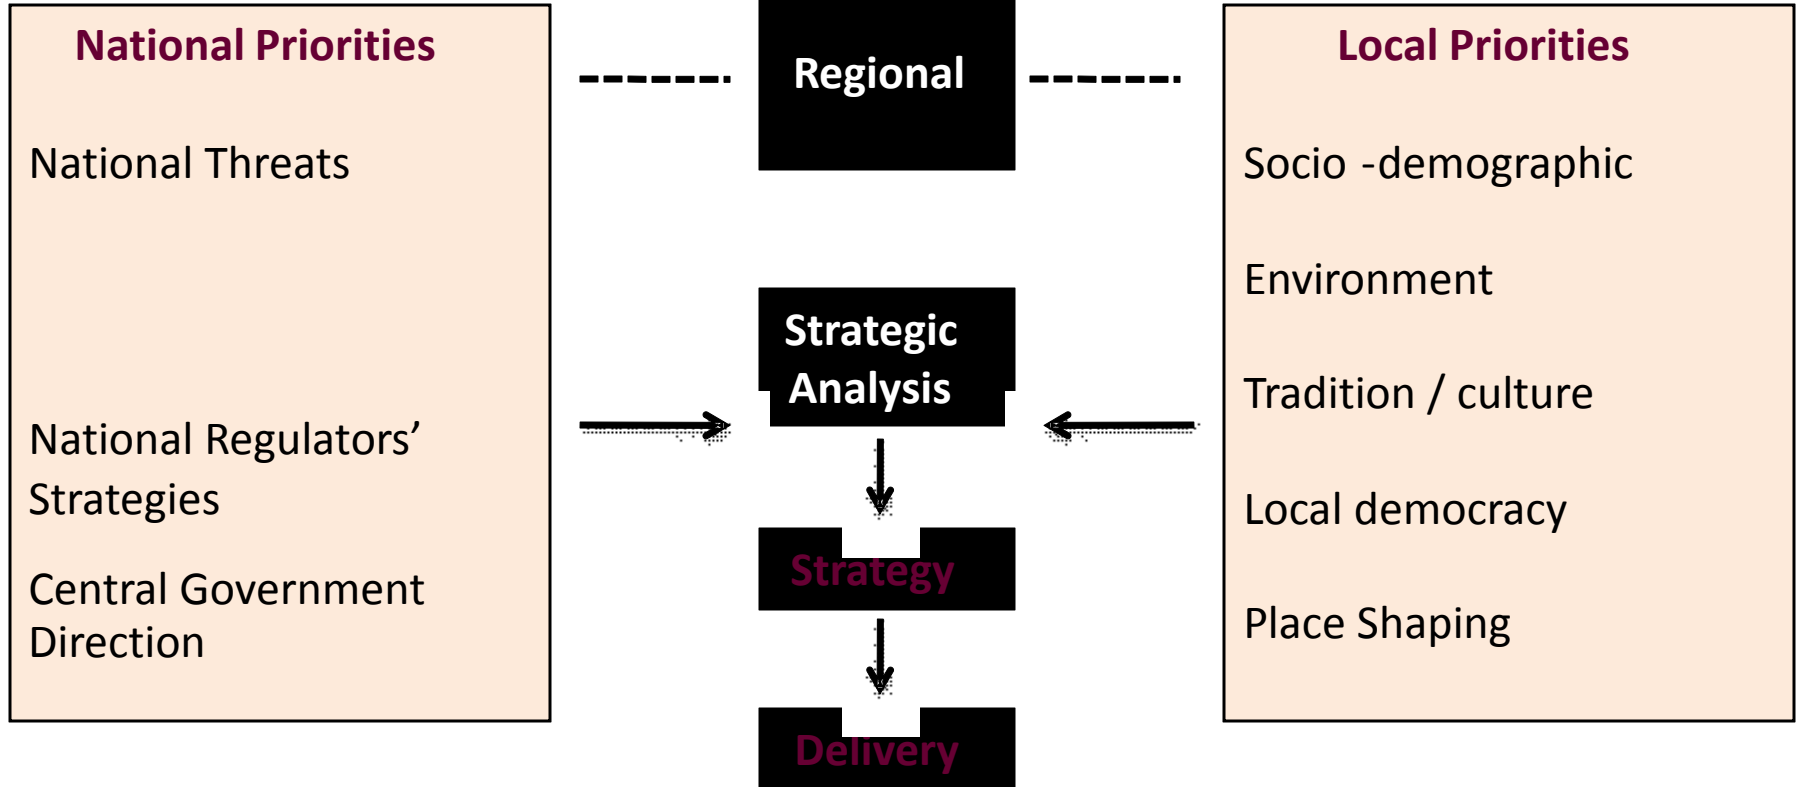 National Priorities
National Threats
National Regulators’
Strategies
Central Government
Direction
Regional
Strategic
Analysis
Strategy
Delivery
Local Priorities
Socio -demographic
Environment
Tradition / culture
Local democracy
Place Shaping